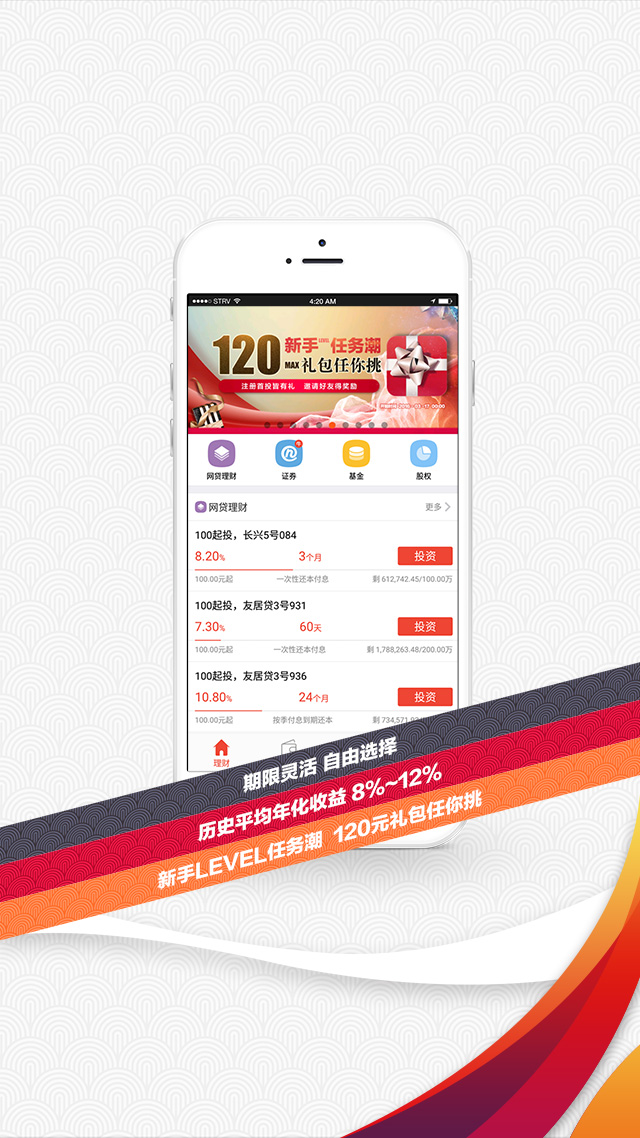 STRV
4:20 AM
120 新手LEVEL任务潮
MAX 礼包任你挑
注册首投皆有礼 邀请好友得奖励
网贷理财
证券
基金
股权
网贷理财
更多
100起投，长兴5号084
8.20%
3个月
投资
100.00元起
一次性还本付息
剩 612,742.45/100.00万
100起投，友居贷3号931
7.30%
60天
投资
100.00元起
一次性还本付息
剩 1,788,263.48/200.00万
100起投，友居贷3号936
10.80%
24个月
投资
100.00元起
按季付息到期还本
剩 734,571.9
理财
期限灵活 自由选择
历史平均年化收益 8%~12%
新手LEVEL任务潮 120元礼包任你挑